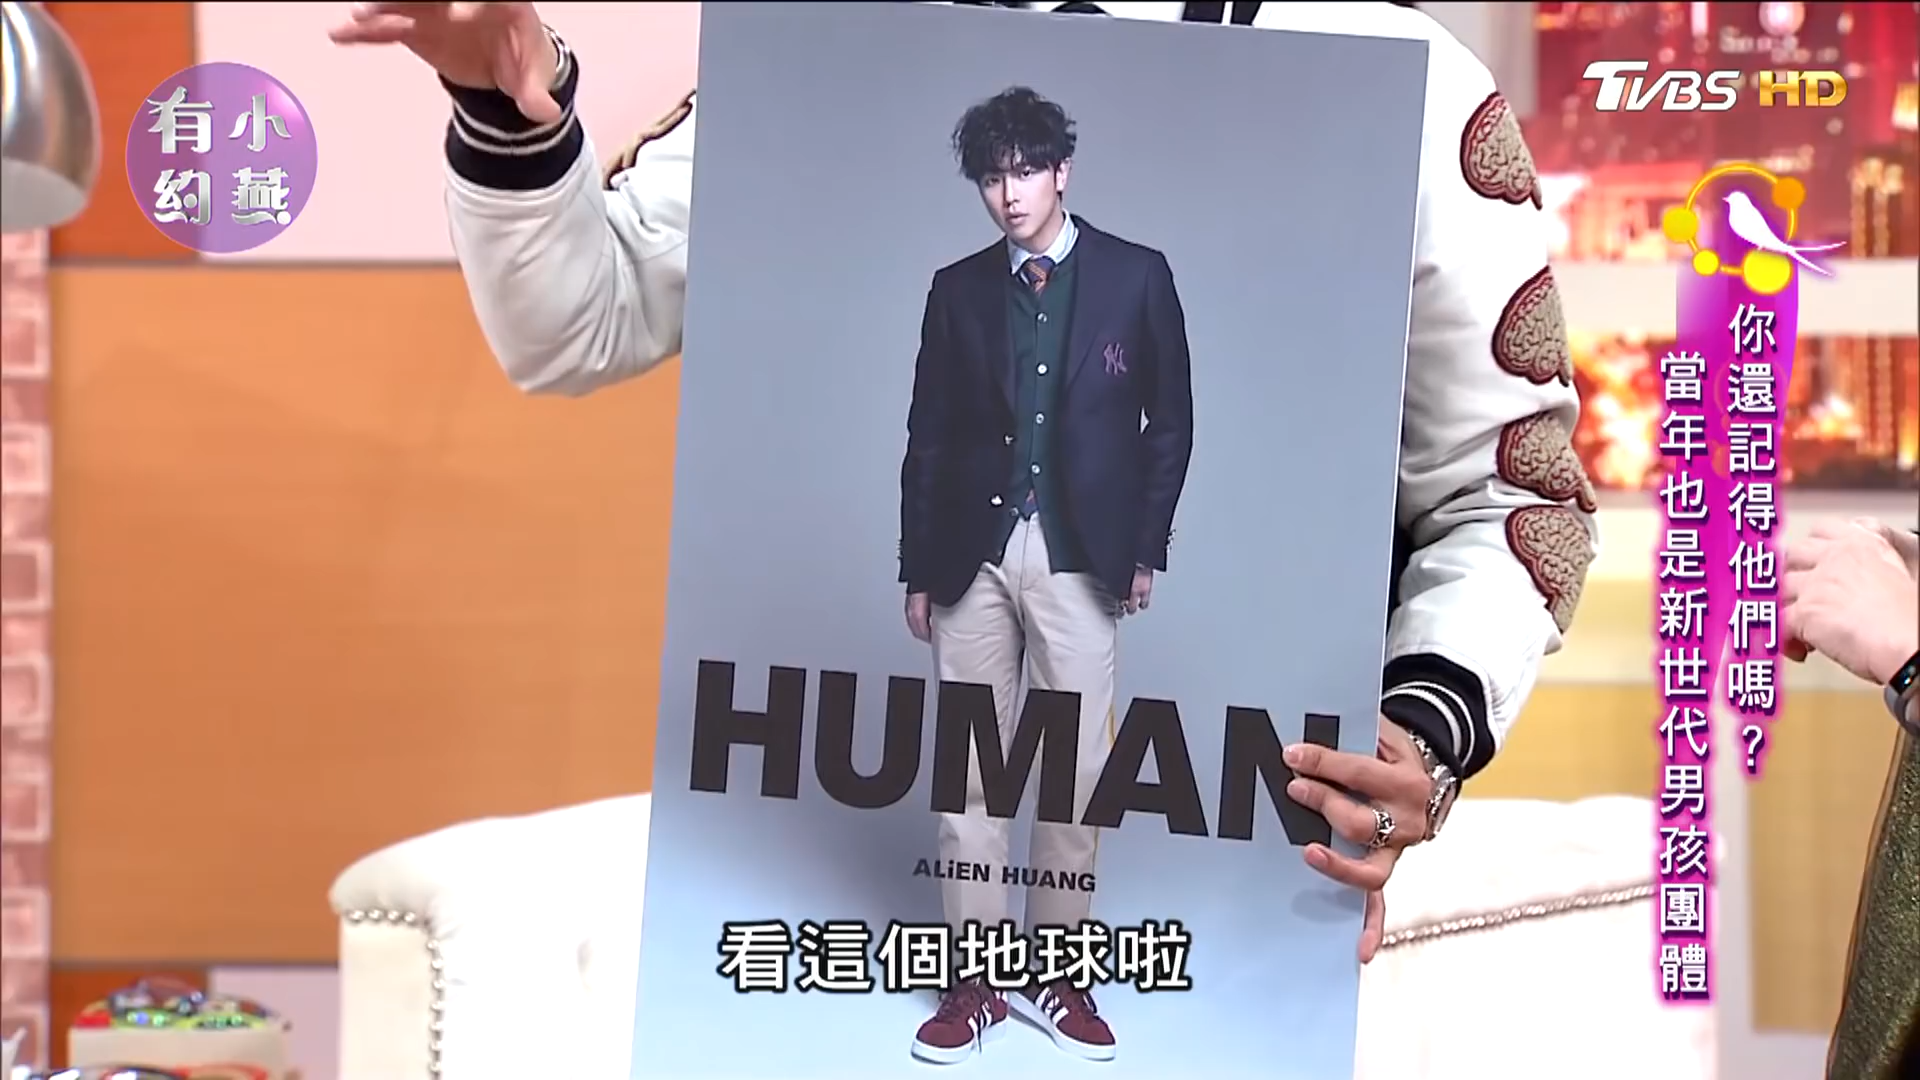 小燕
有約
TVBS HD
你還記得他們嗎？
當年也是新世代男孩團體
NY
HUMAN
ALiEN HUANG
看這個地球啦